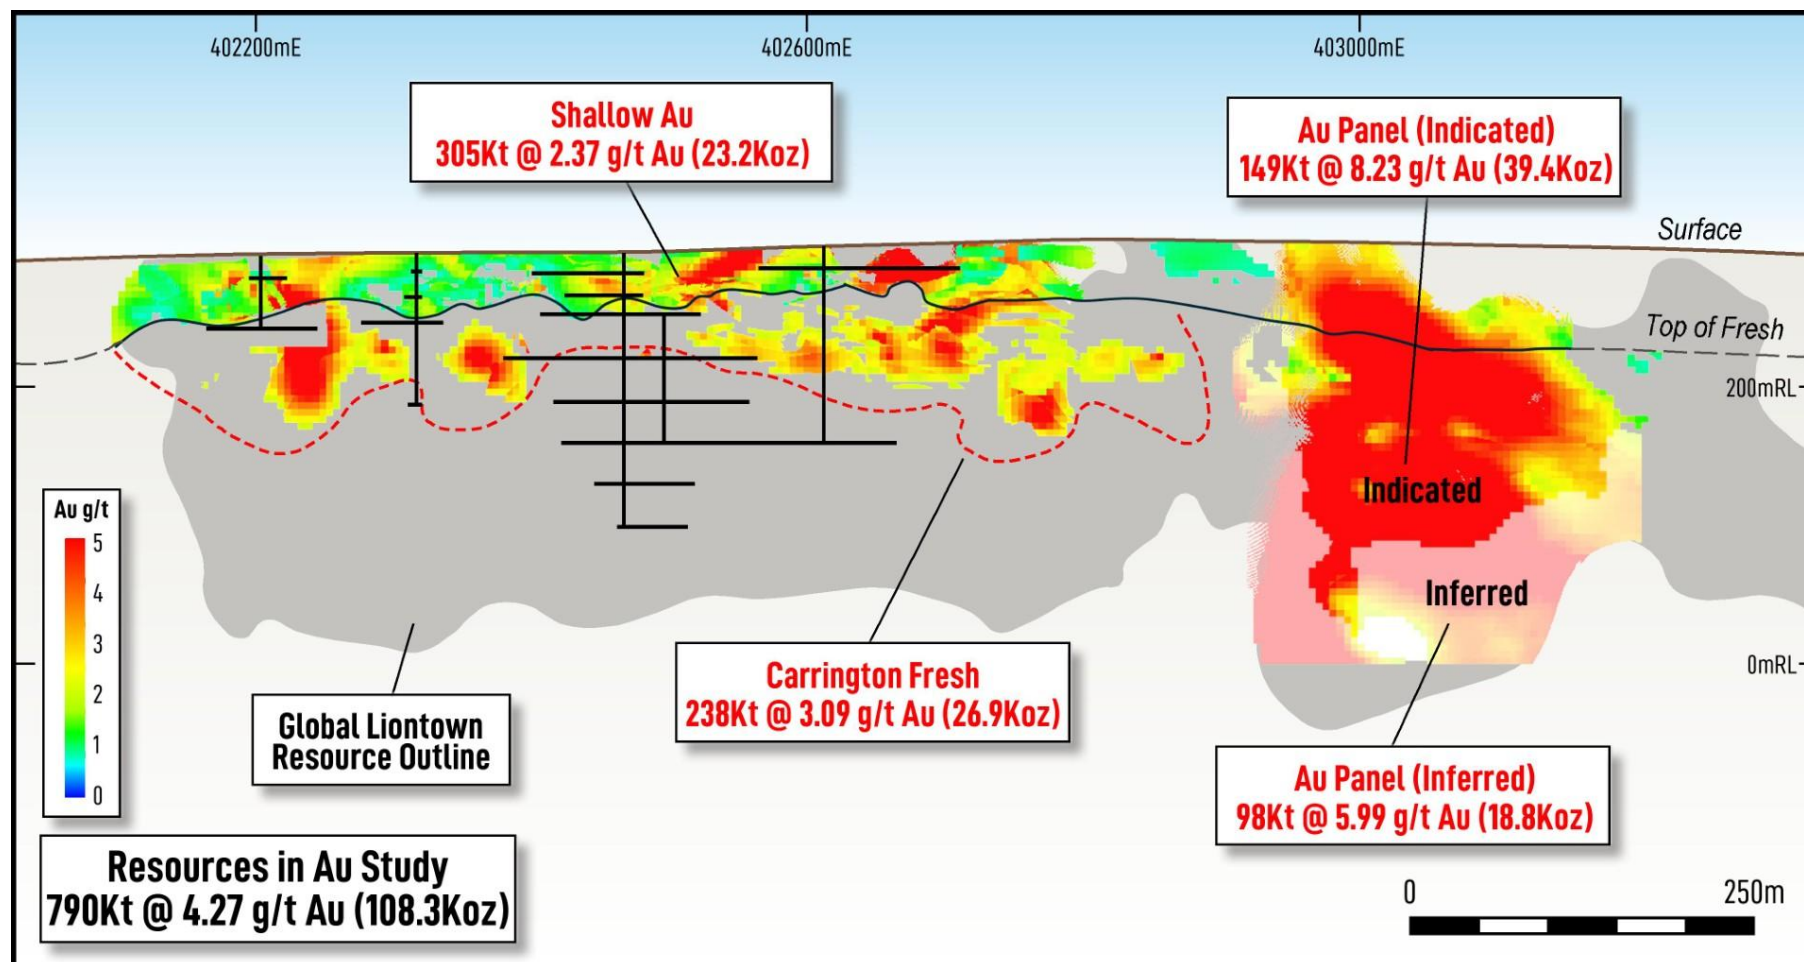 402200mE
402600mE
403000mE
Shallow Au
305Kt @ 2.37 g/t Au (23.2Koz)
Au Panel (Indicated)
149Kt @ 8.23 g/t Au (39.4Koz)
Surface
Top of Fresh
200mRL
Indicated
Inferred
Au g/t
5
4
3
2
1
0
0mRL
Global Liontown
Resource Outline
Carrington Fresh
238Kt @ 3.09 g/t Au (26.9Koz)
Au Panel (Inferred)
98Kt @ 5.99 g/t Au (18.8Koz)
Resources in Au Study
790Kt @ 4.27 g/t Au (108.3Koz)
0
250m